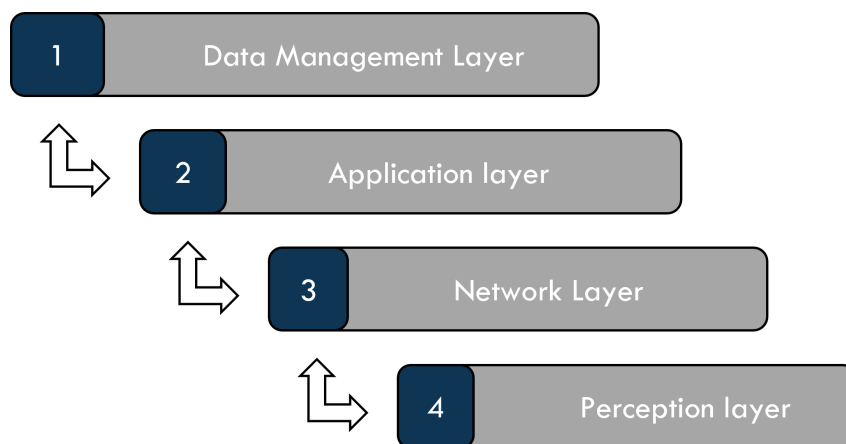 1 Data Management Layer
2 Application layer
3 Network Layer
4 Perception layer